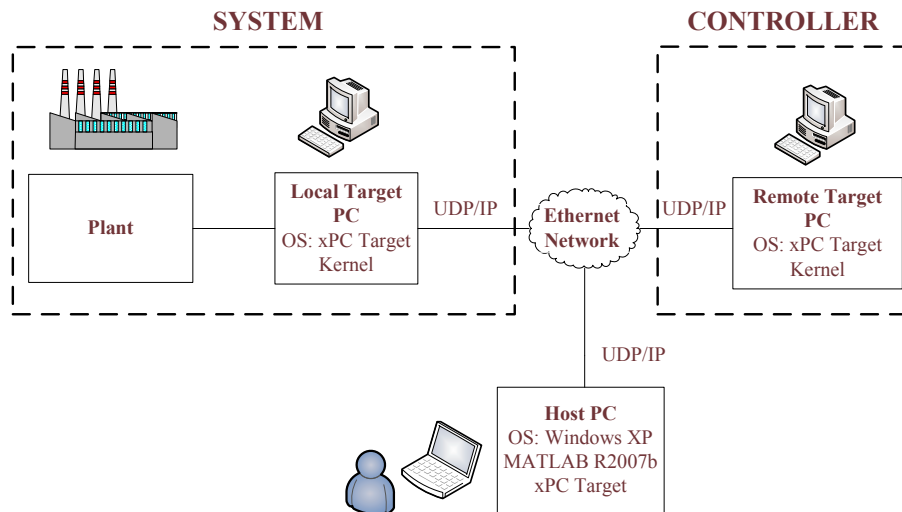 SYSTEM
CONTROLLER
Plant
Local Target
PC
OS: xPC Target
Kernel
UDP/IP
Ethernet
Network
UDP/IP
Remote Target
PC
OS: xPC Target
Kernel
UDP/IP
Host PC
OS: Windows XP
MATLAB R2007b
xPC Target